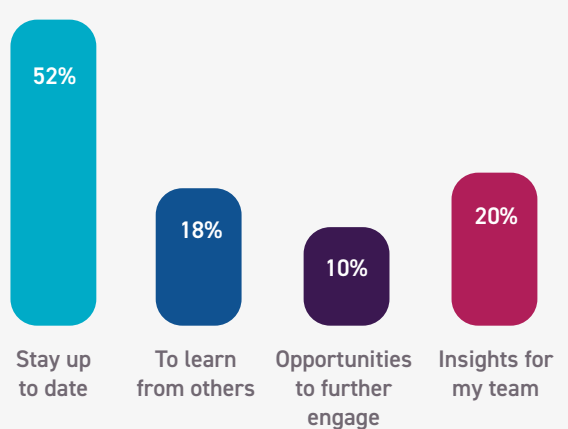 52%
18%
10%
20%
Stay up
to date
To learn
from others
Opportunities
to further
engage
Insights for
my team